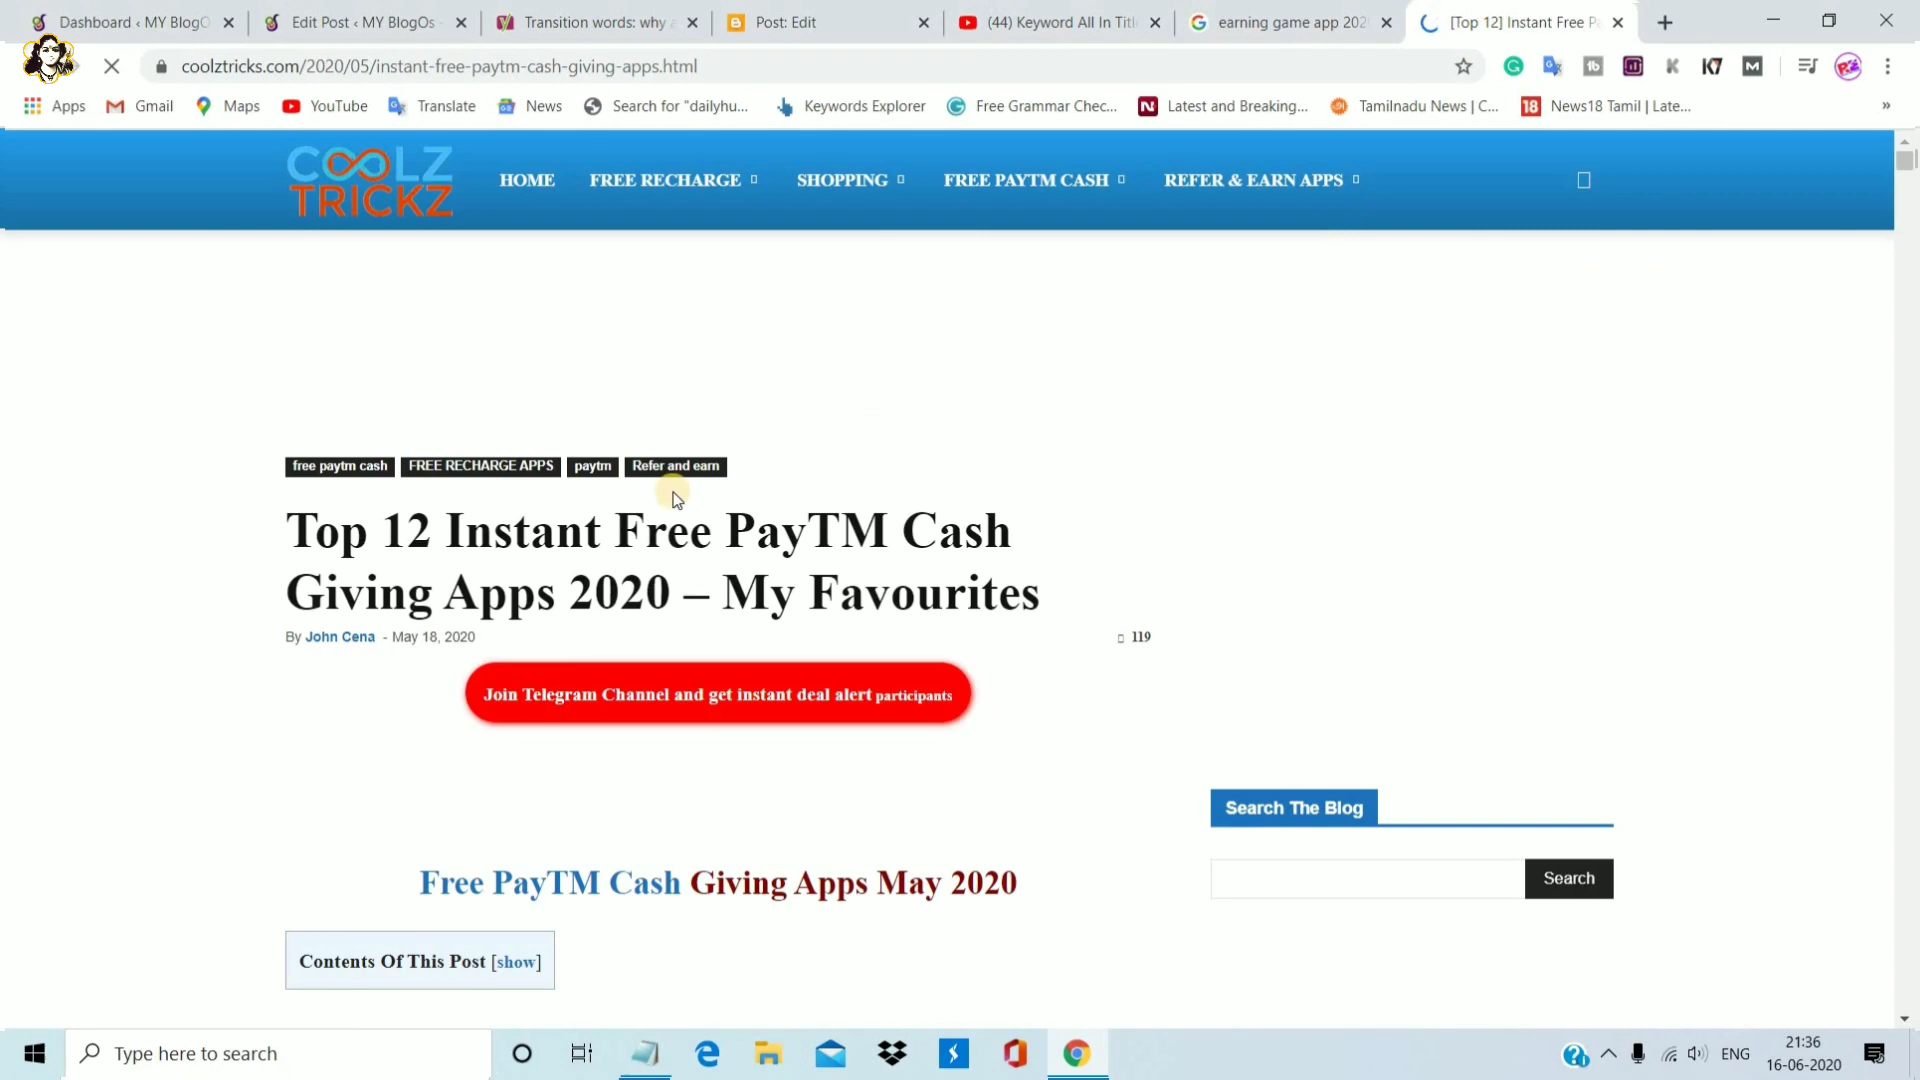 Dashboard ‹ MY BlogO
Edit Post ‹ MY BlogOs
Transition words: why a
Post: Edit
(44) Keyword All In Titl
earning game app 202
[Top 12] Instant Free Pa
coolztricks.com/2020/05/instant-free-paytm-cash-giving-apps.html
Apps
Gmail
Maps
YouTube
Translate
News
Search for "dailyhu...
Keywords Explorer
Free Grammar Chec...
Latest and Breaking...
Tamilnadu News | C...
News18 Tamil | Late...
»
COOLZ
TRICKZ
HOME
FREE RECHARGE
SHOPPING
FREE PAYTM CASH
REFER & EARN APPS
free paytm cash
FREE RECHARGE APPS
paytm
Refer and earn
Top 12 Instant Free PayTM Cash
Giving Apps 2020 – My Favourites
By John Cena - May 18, 2020
119
Join Telegram Channel and get instant deal alert participants
Search The Blog
Search
Free PayTM Cash Giving Apps May 2020
Contents Of This Post [show]
Type here to search
ENG
21:36
16-06-2020